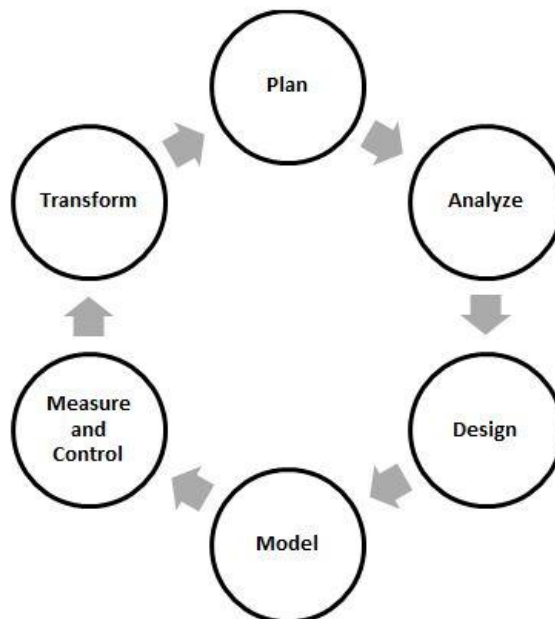 Plan
Analyze
Design
Model
Measure
and
Control
Transform